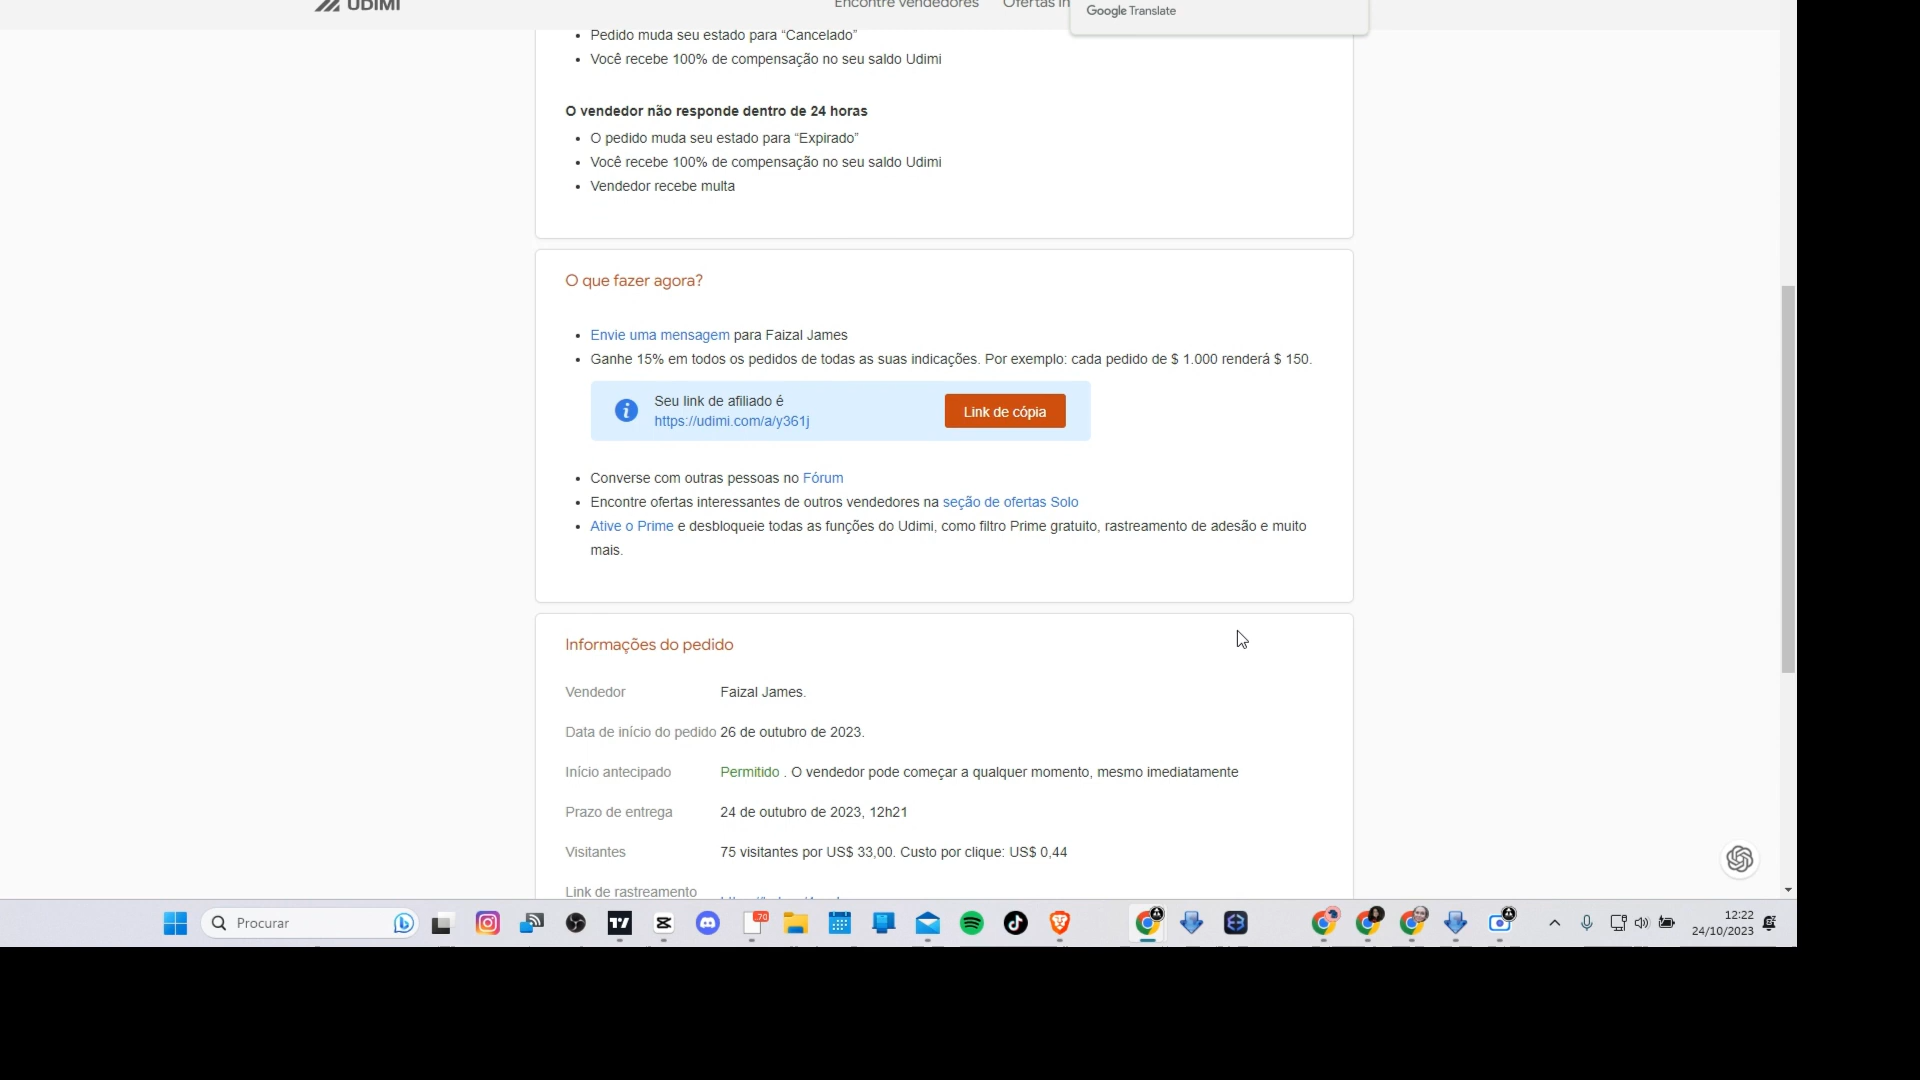 UDIMI
Encontre vendedores
Ofertas in
Google Translate
Pedido muda seu estado para “Cancelado”
Você recebe 100% de compensação no seu saldo Udimi
O vendedor não responde dentro de 24 horas
O pedido muda seu estado para “Expirado”
Você recebe 100% de compensação no seu saldo Udimi
Vendedor recebe multa
O que fazer agora?
Envie uma mensagem para Faizal James
Ganhe 15% em todos os pedidos de todas as suas indicações. Por exemplo: cada pedido de $ 1.000 renderá $ 150.
Seu link de afiliado é
https://udimi.com/a/y361j
Link de cópia
Converse com outras pessoas no Fórum
Encontre ofertas interessantes de outros vendedores na seção de ofertas Solo
Ative o Prime e desbloqueie todas as funções do Udimi, como filtro Prime gratuito, rastreamento de adesão e muito
mais.
Informações do pedido
Vendedor Faizal James.
Data de início do pedido 26 de outubro de 2023.
Início antecipado Permitido . O vendedor pode começar a qualquer momento, mesmo imediatamente
Prazo de entrega 24 de outubro de 2023, 12h21
Visitantes 75 visitantes por US$ 33,00. Custo por clique: US$ 0,44
Link de rastreamento
Procurar
70
12:22
24/10/2023